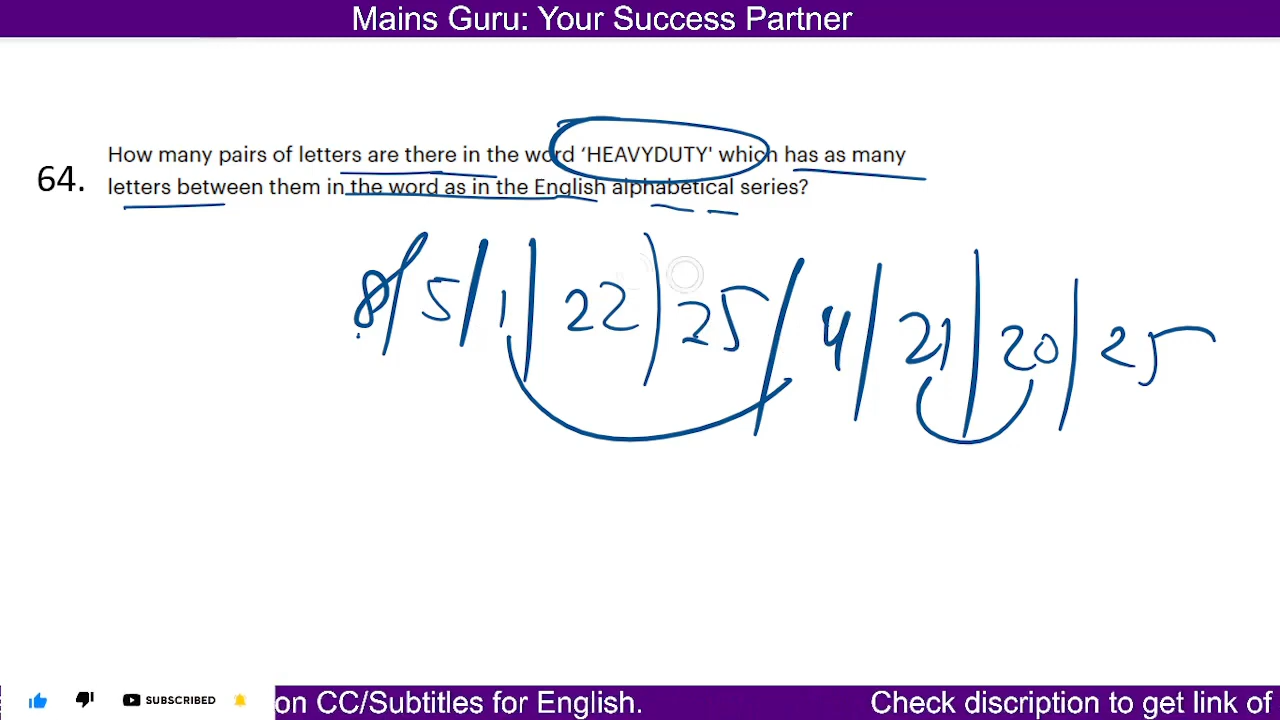 Mains Guru: Your Success Partner
64. How many pairs of letters are there in the word ‘HEAVYDUTY' which has as many
letters between them in the word as in the English alphabetical series?
8/ 5 / 1 | 22 | 25 / 4 / 21 | 20 | 25
SUBSCRIBED
on CC/Subtitles for English. Check discription to get link of